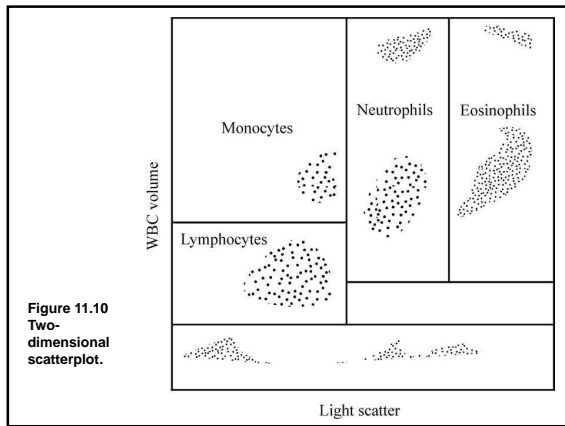 Neutrophils
Eosinophils
Monocytes
Lymphocytes
WBC volume
Light scatter
Figure 11.10
Two-
dimensional
scatterplot.